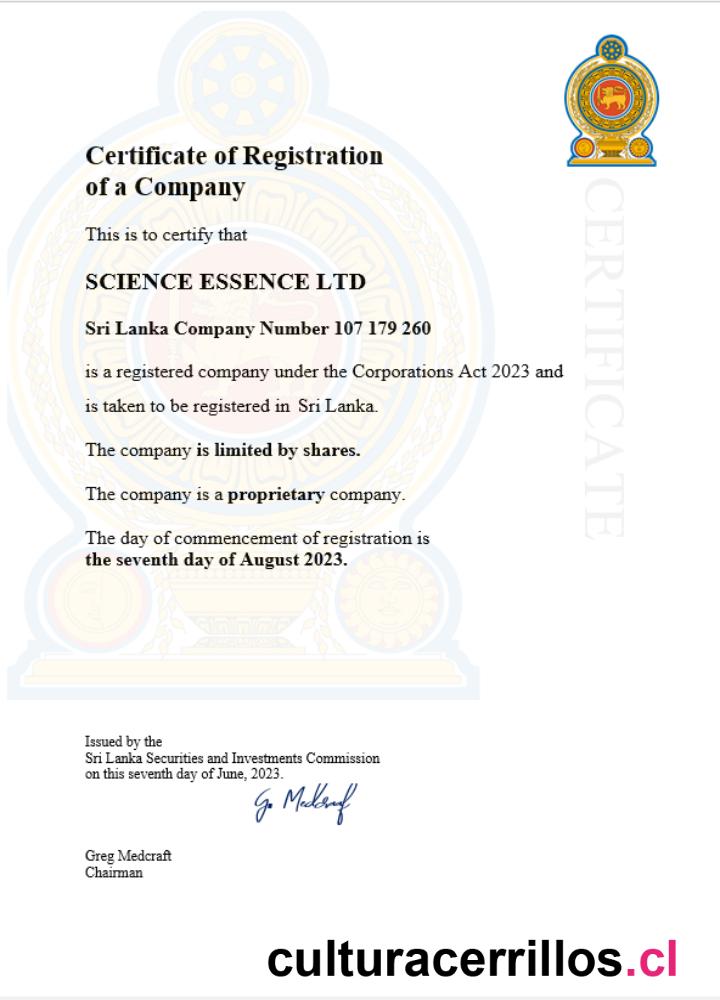 Certificate of Registration
of a Company
This is to certify that
SCIENCE ESSENCE LTD
Sri Lanka Company Number 107 179 260
is a registered company under the Corporations Act 2023 and
is taken to be registered in Sri Lanka.
The company is limited by shares.
The company is a proprietary company.
The day of commencement of registration is
the seventh day of August 2023.
CERTIFICATE
Issued by the
Sri Lanka Securities and Investments Commission
on this seventh day of June, 2023.
G. Medcraf
Greg Medcraft
Chairman
culturacerrillos.cl